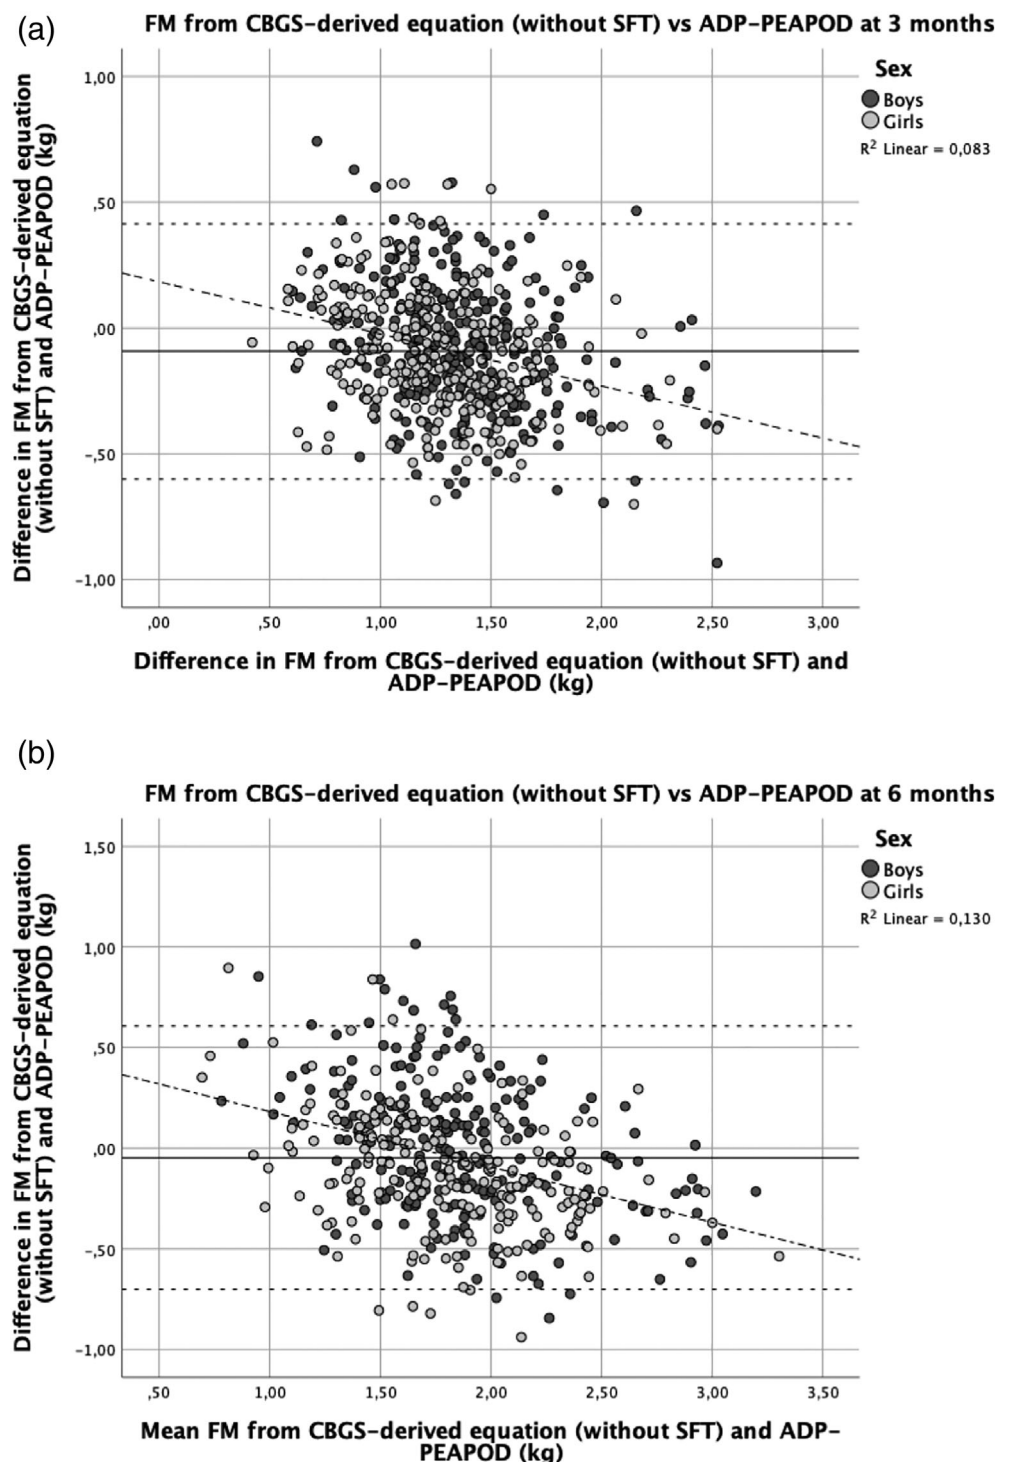 (a)
FM from CBGS-derived equation (without SFT) vs ADP-PEAPOD at 3 months
Difference in FM from CBGS-derived equation
(without SFT) and ADP-PEAPOD (kg)
1,00
,50
,00
-,50
-1,00
Sex
Boys
Girls
R² Linear = 0,083
,00 ,50 1,00 1,50 2,00 2,50 3,00
Difference in FM from CBGS-derived equation (without SFT) and
ADP-PEAPOD (kg)
(b)
FM from CBGS-derived equation (without SFT) vs ADP-PEAPOD at 6 months
Difference in FM from CBGS-derived equation
(without SFT) and ADP-PEAPOD (kg)
1,50
1,00
,50
,00
-,50
-1,00
Sex
Boys
Girls
R² Linear = 0,130
,50 1,00 1,50 2,00 2,50 3,00 3,50
Mean FM from CBGS-derived equation (without SFT) and ADP-
PEAPOD (kg)